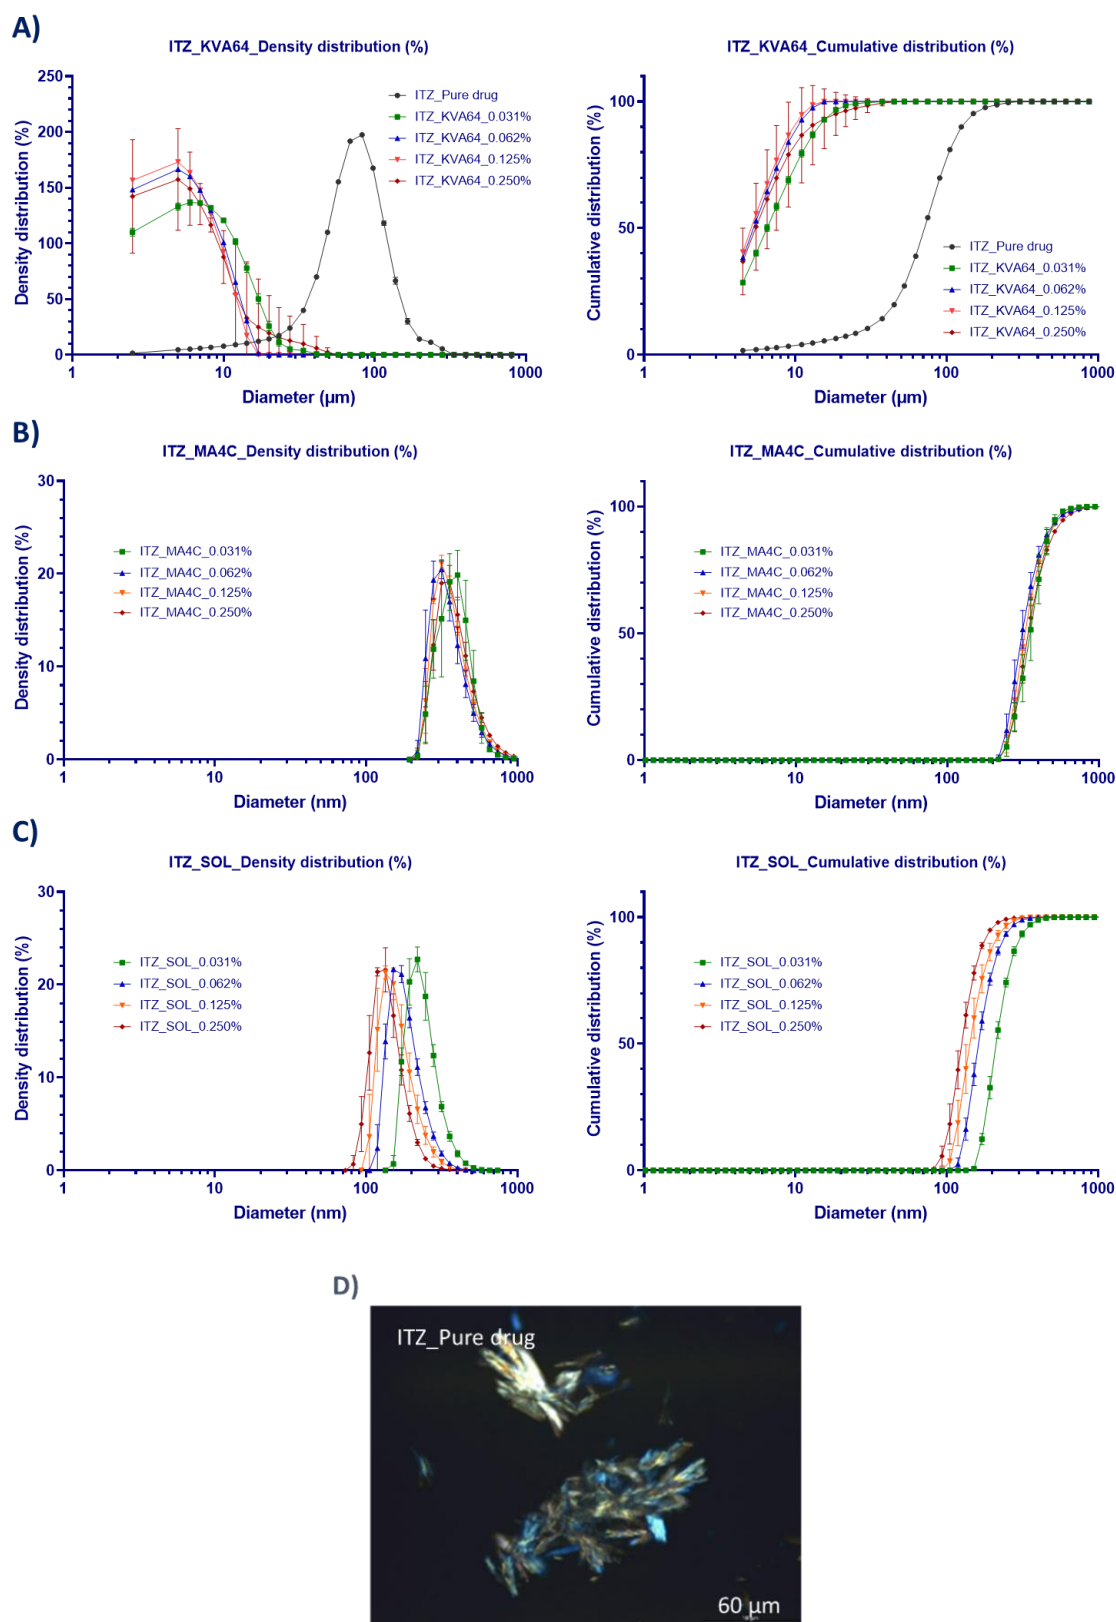 A)
ITZ_KVA64_Density distribution (%)
250
200
150
100
50
0
Density distribution (%)
ITZ_Pure drug
ITZ_KVA64_0.031%
ITZ_KVA64_0.062%
ITZ_KVA64_0.125%
ITZ_KVA64_0.250%
1 10 100 1000
Diameter (µm)
ITZ_KVA64_Cumulative distribution (%)
100
50
0
Cumulative distribution (%)
ITZ_Pure drug
ITZ_KVA64_0.031%
ITZ_KVA64_0.062%
ITZ_KVA64_0.125%
ITZ_KVA64_0.250%
1 10 100 1000
Diameter (µm)
B)
ITZ_MA4C_Density distribution (%)
30
20
10
0
Density distribution (%)
ITZ_MA4C_0.031%
ITZ_MA4C_0.062%
ITZ_MA4C_0.125%
ITZ_MA4C_0.250%
1 10 100 1000
Diameter (nm)
ITZ_MA4C_Cumulative distribution (%)
100
50
0
Cumulative distribution (%)
ITZ_MA4C_0.031%
ITZ_MA4C_0.062%
ITZ_MA4C_0.125%
ITZ_MA4C_0.250%
1 10 100 1000
Diameter (nm)
C)
ITZ_SOL_Density distribution (%)
30
20
10
0
Density distribution (%)
ITZ_SOL_0.031%
ITZ_SOL_0.062%
ITZ_SOL_0.125%
ITZ_SOL_0.250%
1 10 100 1000
Diameter (nm)
ITZ_SOL_Cumulative distribution (%)
100
50
0
Cumulative distribution (%)
ITZ_SOL_0.031%
ITZ_SOL_0.062%
ITZ_SOL_0.125%
ITZ_SOL_0.250%
1 10 100 1000
Diameter (nm)
D)
ITZ_Pure drug
60 µm